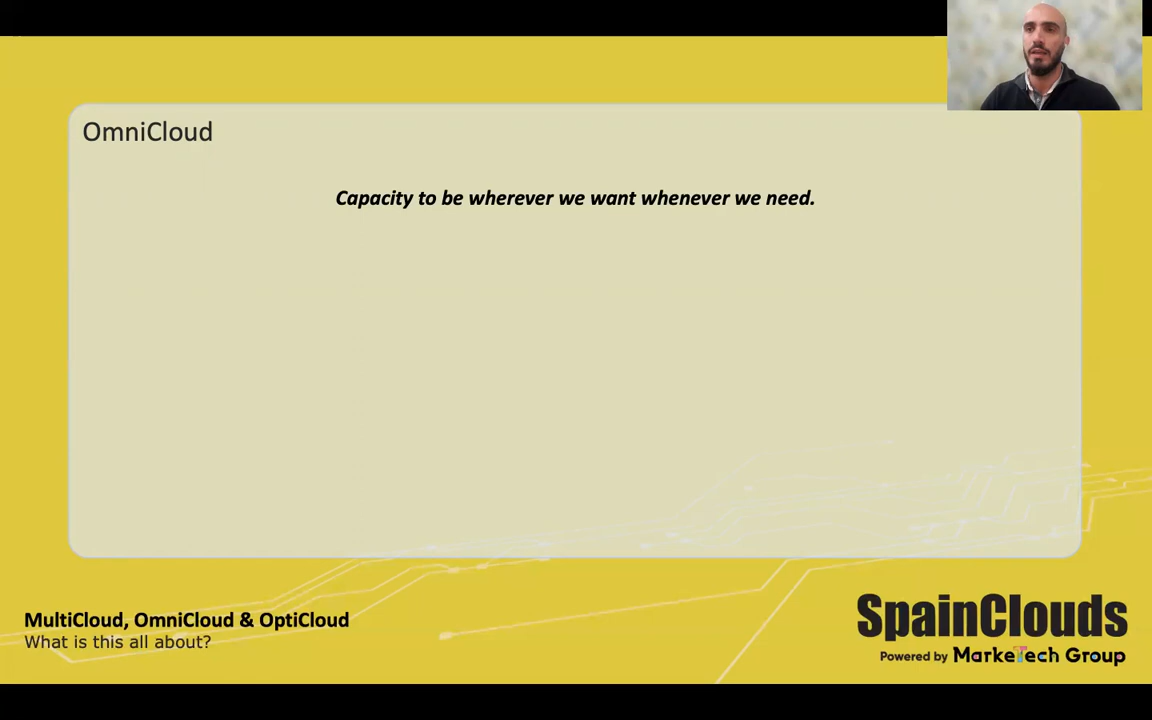 OmniCloud
Capacity to be wherever we want whenever we need.
MultiCloud, OmniCloud & OptiCloud
What is this all about?
SpainClouds
Powered by MarkeTech Group